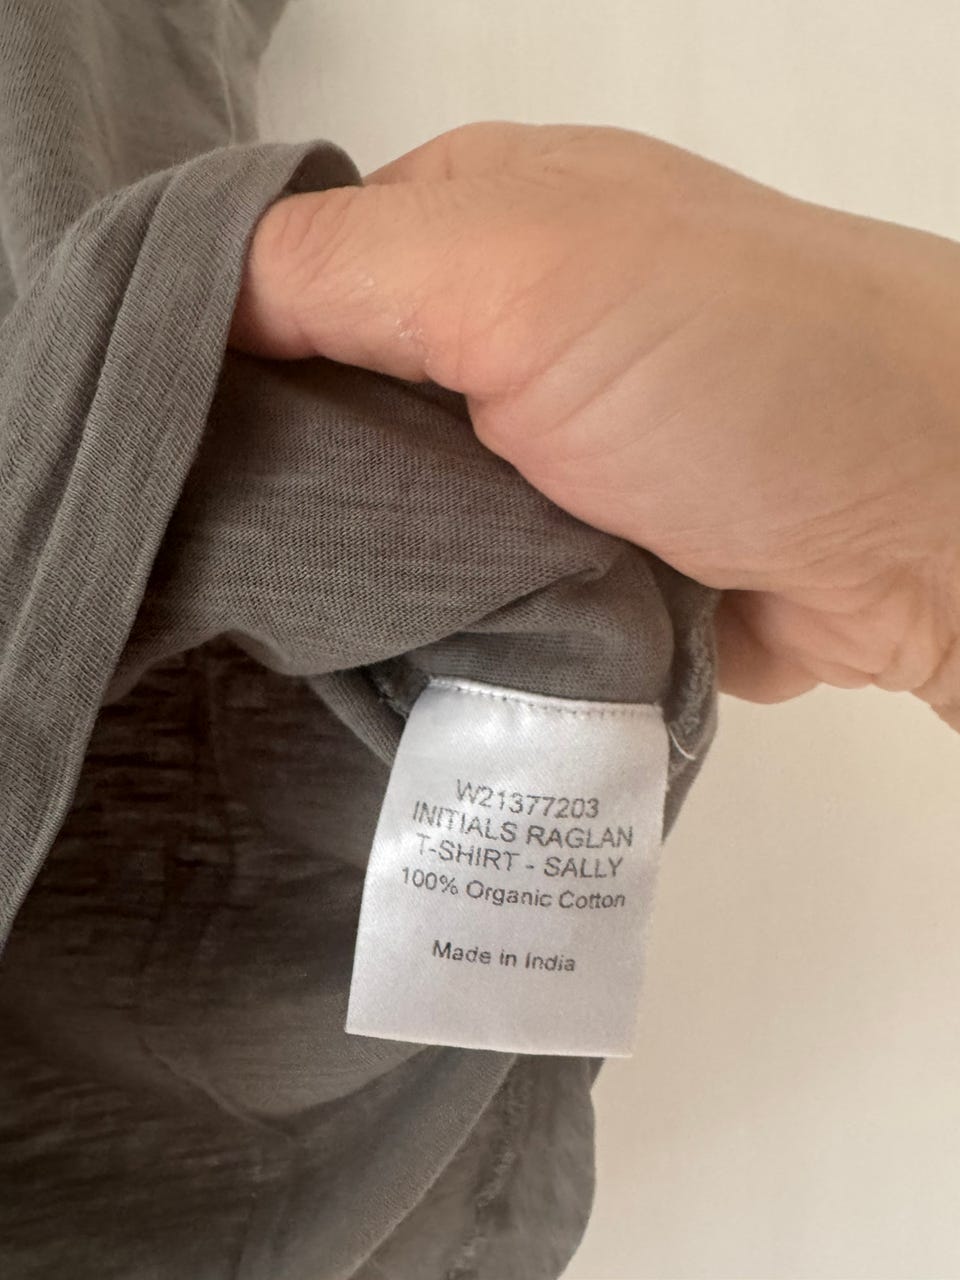 W21377203
INITIALS RAGLAN
T-SHIRT - SALLY
100% Organic Cotton
Made in India